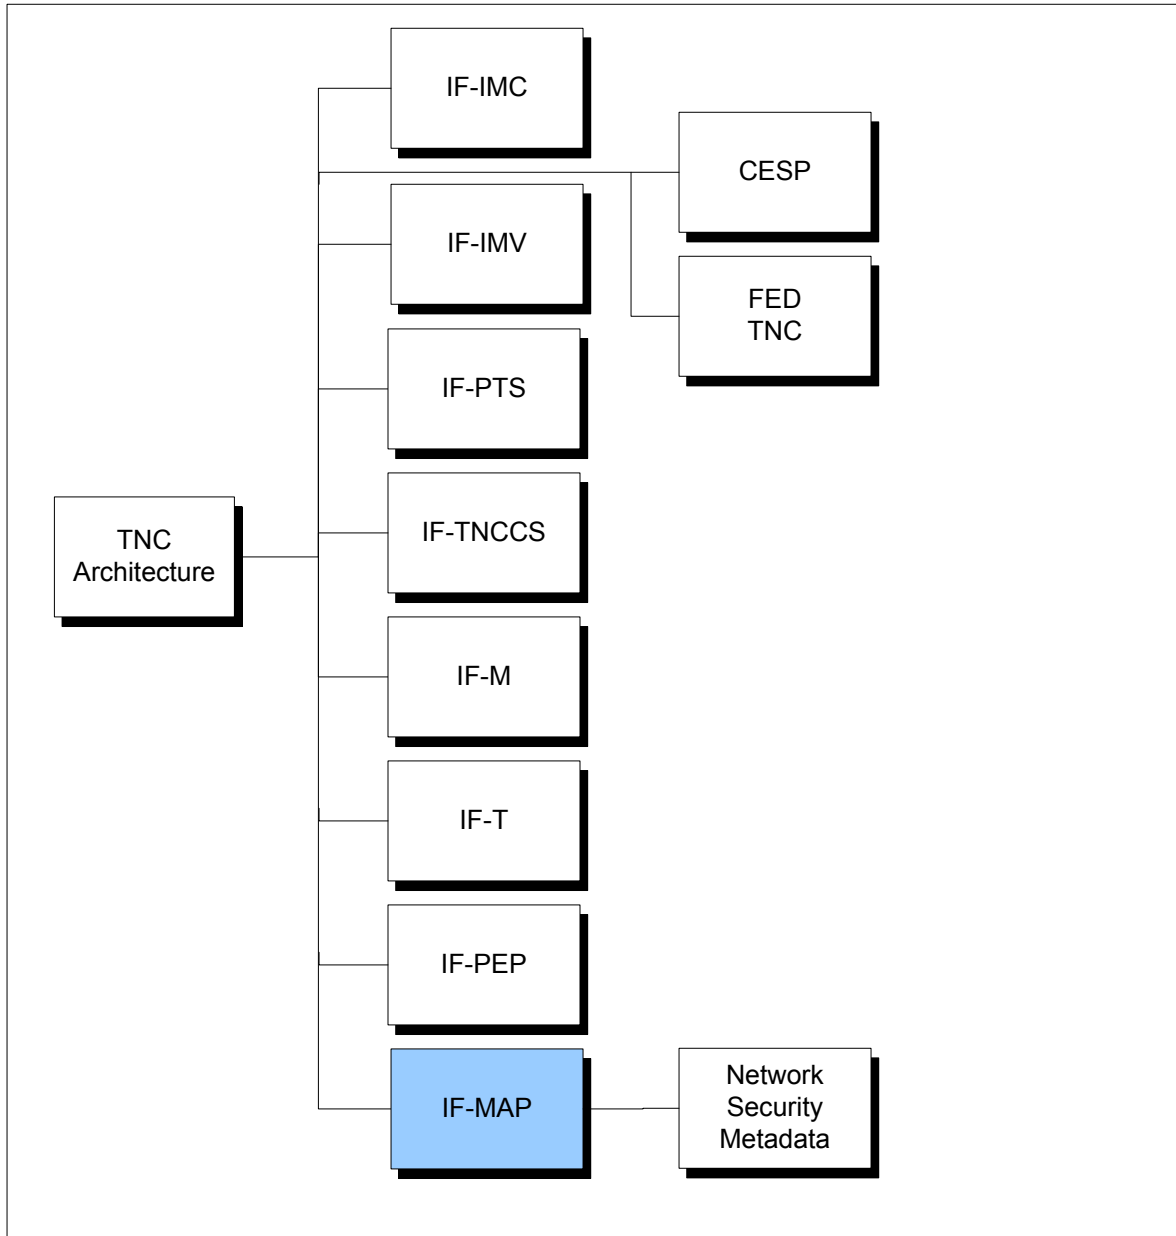 IF-IMC
CESP
IF-IMV
FED
TNC
IF-PTS
IF-TNCCS
TNC
Architecture
IF-M
IF-T
IF-PEP
IF-MAP
Network
Security
Metadata